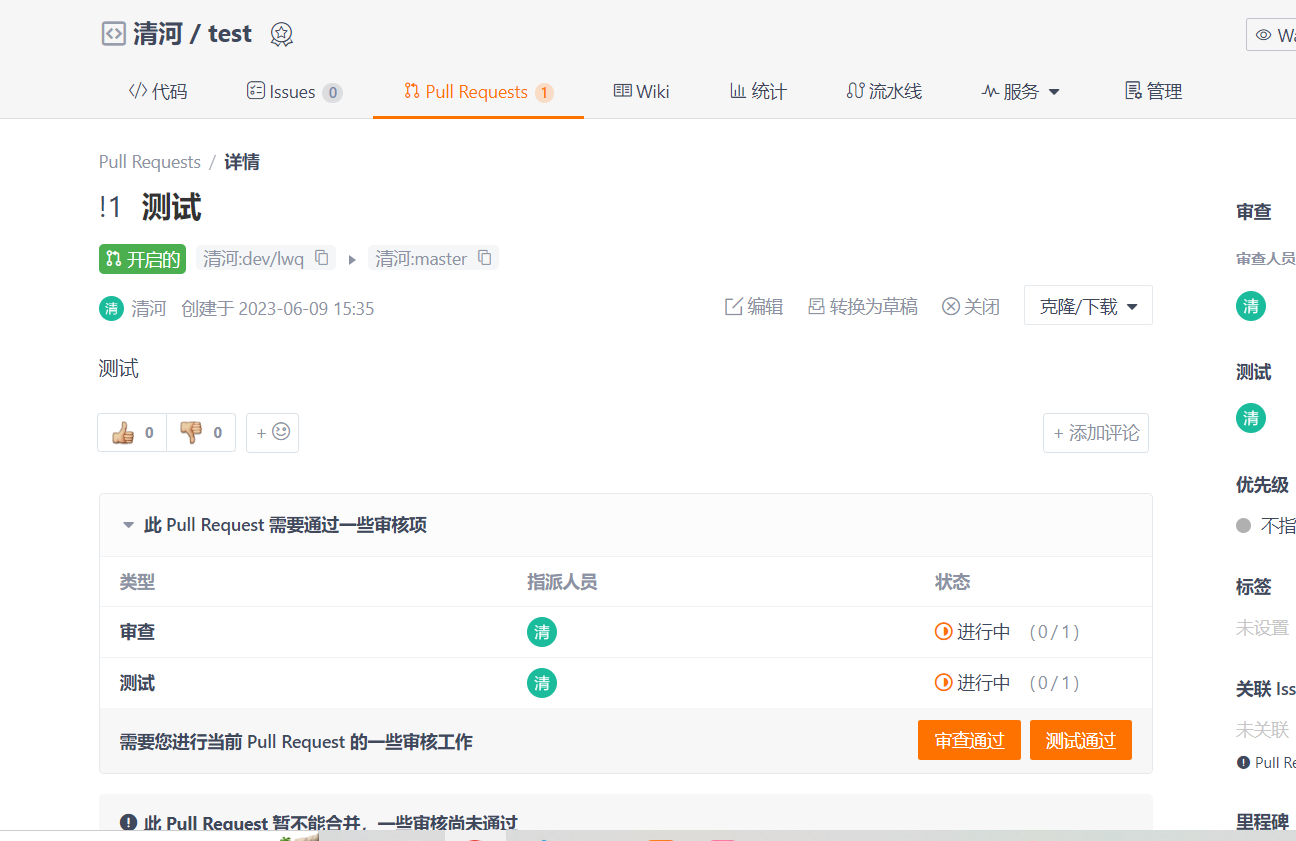 清河 / test
Wa
代码 Issues 0 Pull Requests 1 Wiki 统计 流水线 服务 管理
Pull Requests / 详情
!1 测试
开启的 清河:dev/lwq 清河:master
清 清河 创建于 2023-06-09 15:35
编辑 转换为草稿 关闭 克隆/下载
测试
0 0 +
+ 添加评论
此 Pull Request 需要通过一些审核项
类型 指派人员 状态
审查 清 进行中 (0/1)
测试 清 进行中 (0/1)
需要您进行当前 Pull Request 的一些审核工作 审查通过 测试通过
此 Pull Request 暂不能合并，一些审核尚未通过
审查
审查人员
清
测试
清
优先级
不指
标签
未设置
关联 Iss
未关联
Pull Re
里程碑